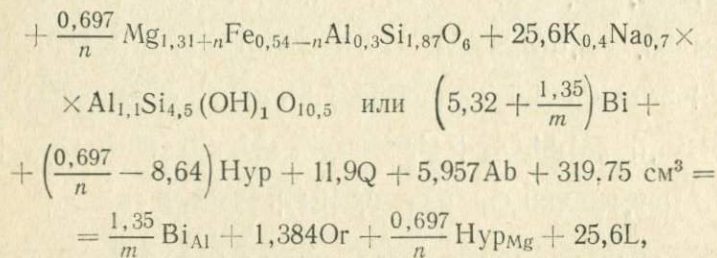 + 0,697/n Mg₁,₃₁₊ₙFe₀,₅₄₋ₙAl₀,₃Si₁,₈₇O₆ + 25,6K₀,₄Na₀,₇ ×
× Al₁,₁Si₄,₅ (OH)₁ O₁₀,₅ или (5,32 + 1,35/m) Bi +
+ (0,697/n − 8,64) Hyp + 11,9Q + 5,957Ab + 319,75 см³ =
= 1,35/m Bi_Al + 1,384Or + 0,697/n Hyp_Mg + 25,6L,